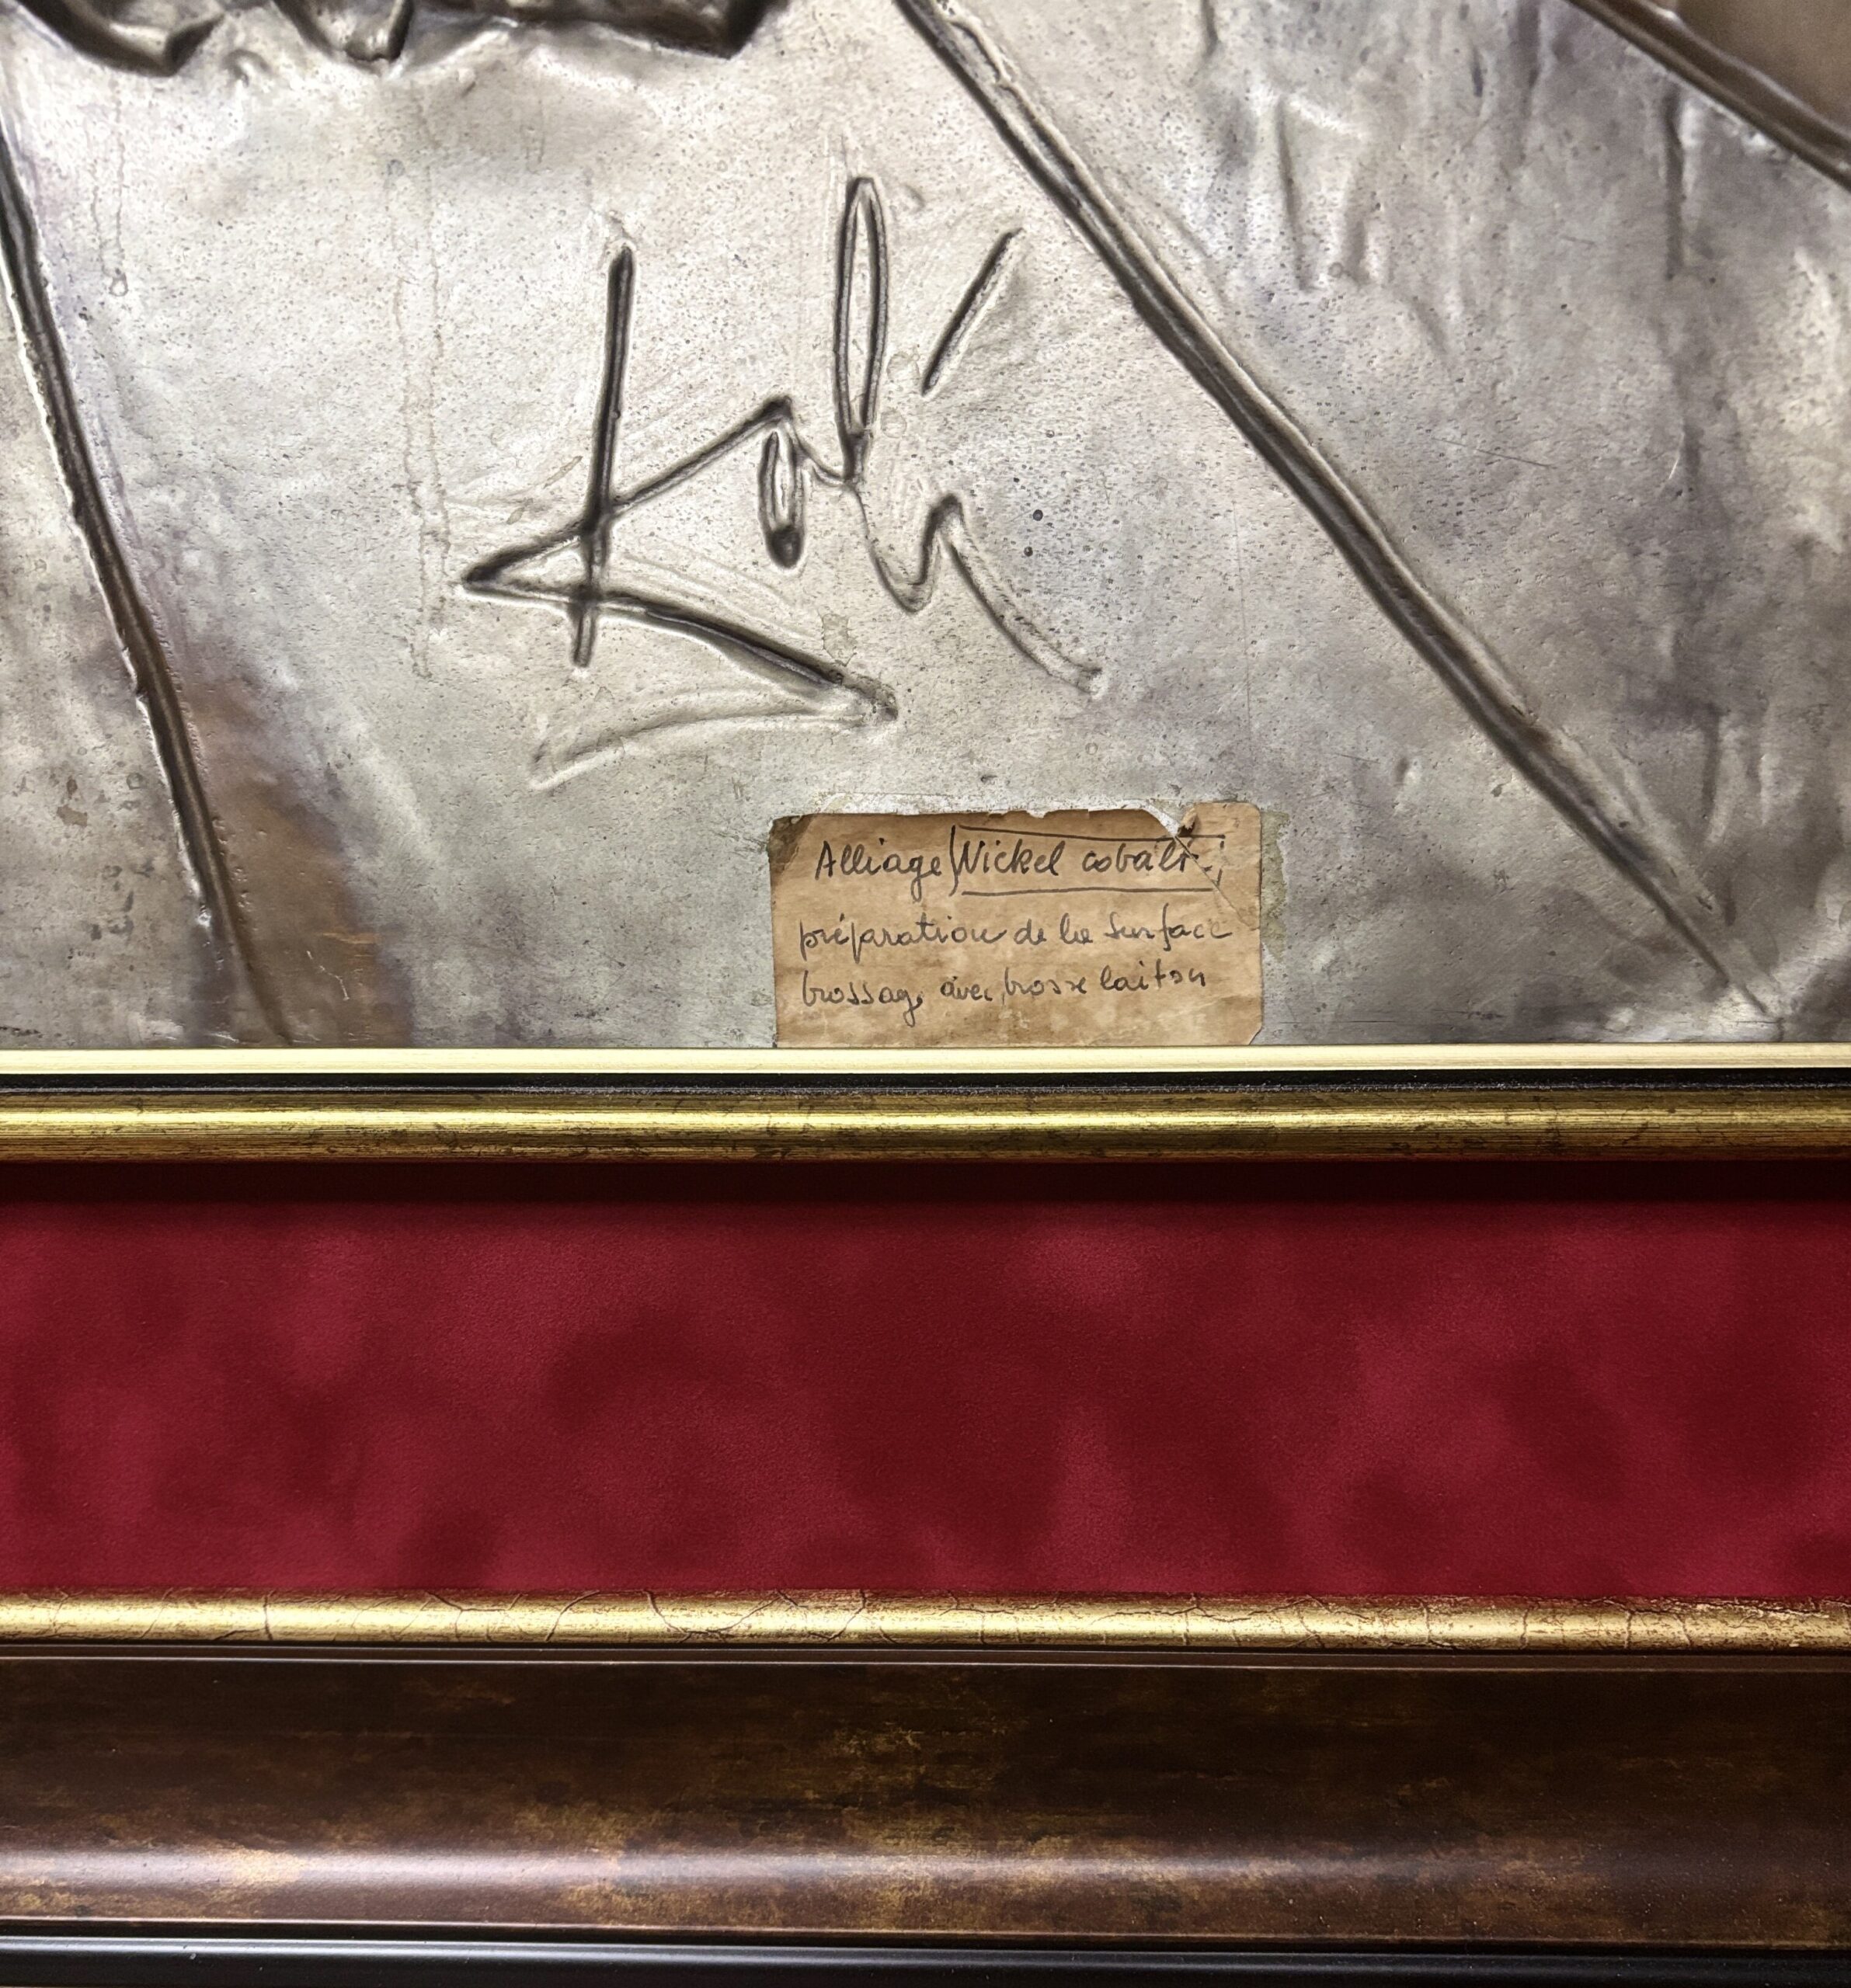 Dalí
Alliage Nickel cobalt
préparation de la surface
brossage avec brosse laiton